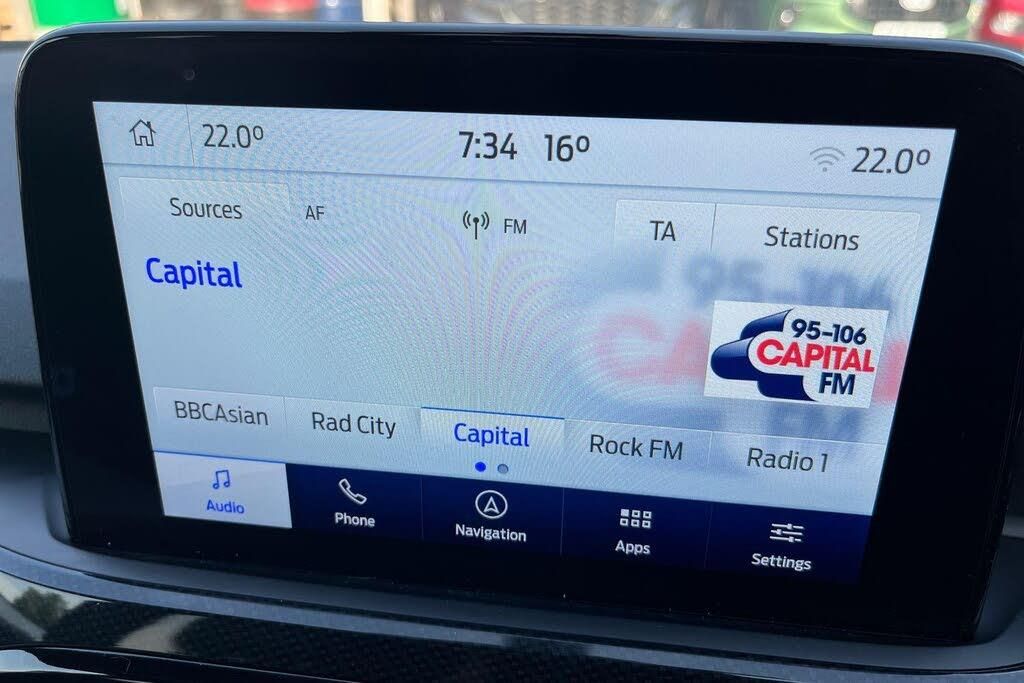 22.0° 7:34 16° 22.0°
Sources AF FM TA Stations
Capital
95-106
CAPITAL
FM
BBCAsian Rad City Capital Rock FM Radio 1
Audio Phone Navigation Apps Settings